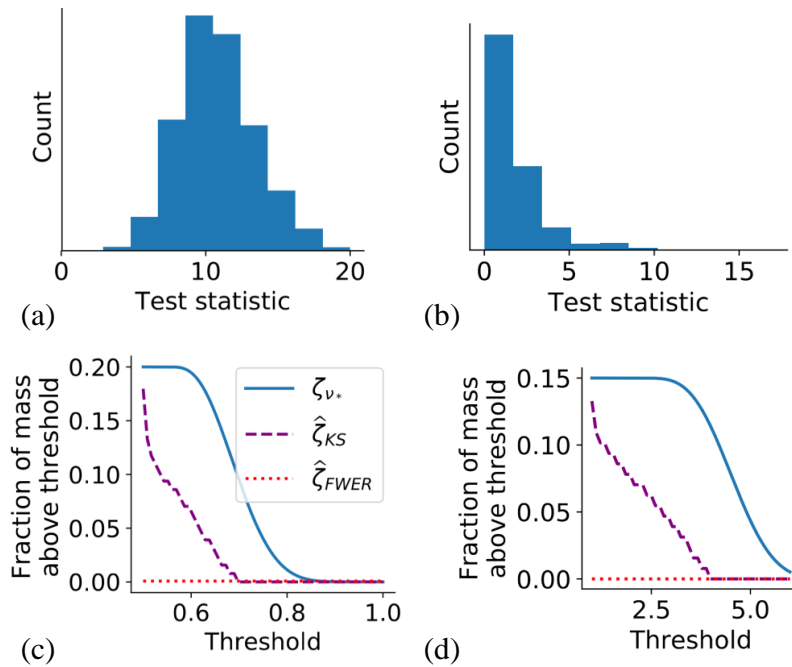 Count
0 10 20
Test statistic
(a)
Count
0 5 10 15
Test statistic
(b)
Fraction of mass
above threshold
0.20
0.15
0.10
0.05
0.00
ζν*
ζ̂KS
ζ̂FWER
0.6 0.8 1.0
Threshold
(c)
Fraction of mass
above threshold
0.15
0.10
0.05
0.00
2.5 5.0
Threshold
(d)